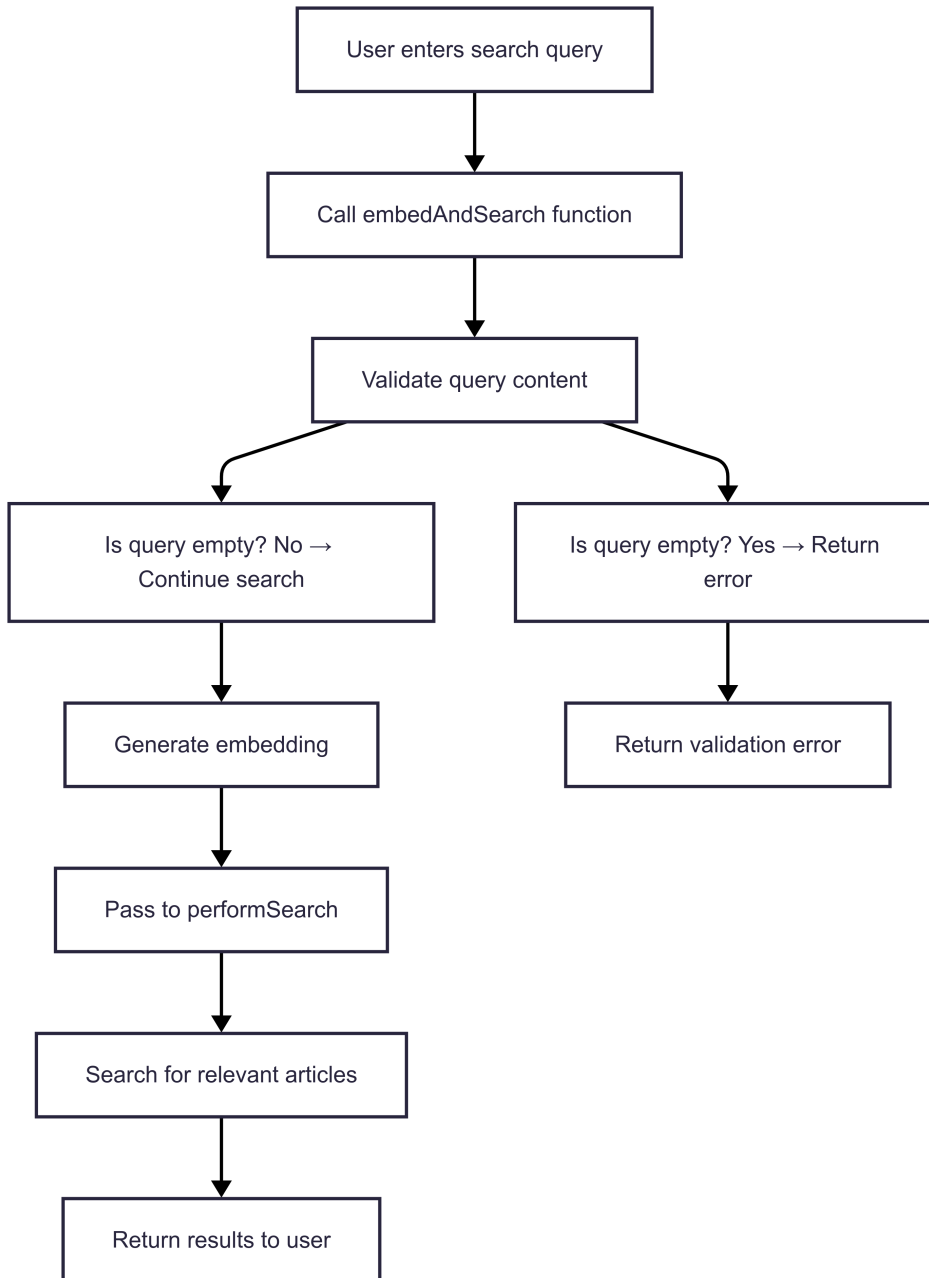 User enters search query
Call embedAndSearch function
Validate query content
Is query empty? No →
Continue search
Is query empty? Yes → Return
error
Generate embedding
Return validation error
Pass to performSearch
Search for relevant articles
Return results to user